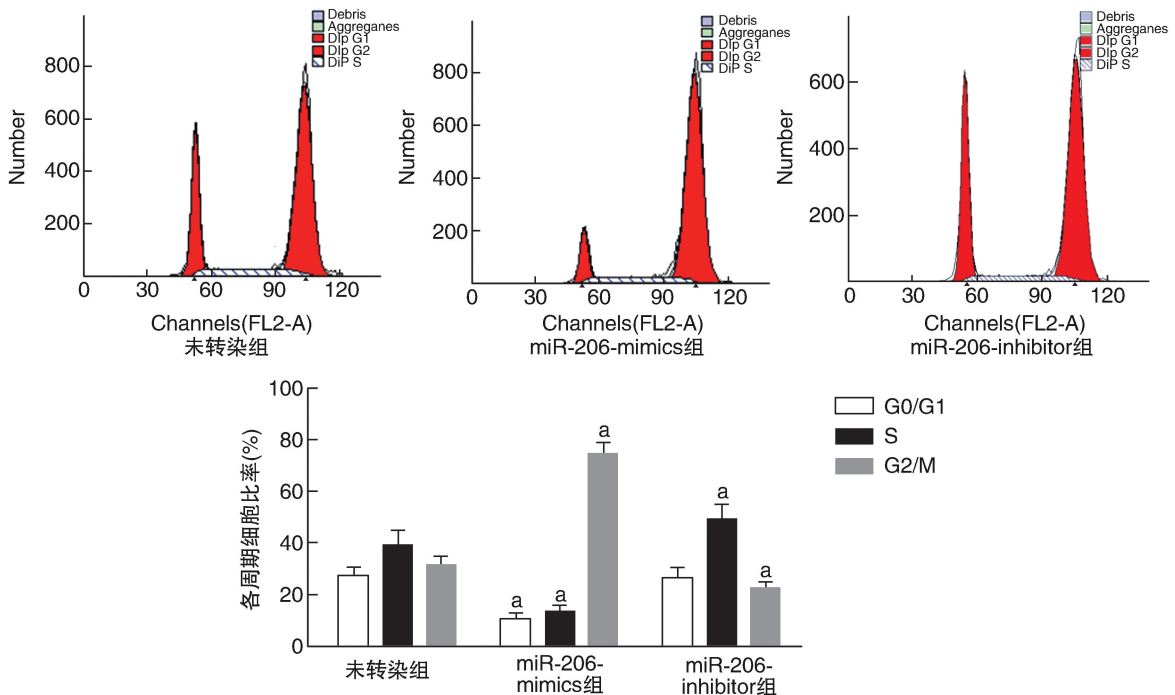 Debris
Aggreganes
DIp G1
DIp G2
DiP S
800
600
400
200
Number
0
30
60
90
120
Channels(FL2-A)
未转染组
Debris
Aggreganes
DIp G1
DIp G2
DiP S
800
600
400
200
Number
0
30
60
90
120
Channels(FL2-A)
miR-206-mimics组
Debris
Aggreganes
DIp G1
DIp G2
DiP S
600
400
200
Number
0
30
60
90
120
Channels(FL2-A)
miR-206-inhibitor组
100
80
60
40
20
0
各周期细胞比率(%)
a
a
a
a
a
未转染组
miR-206-
mimics组
miR-206-
inhibitor组
G0/G1
S
G2/M